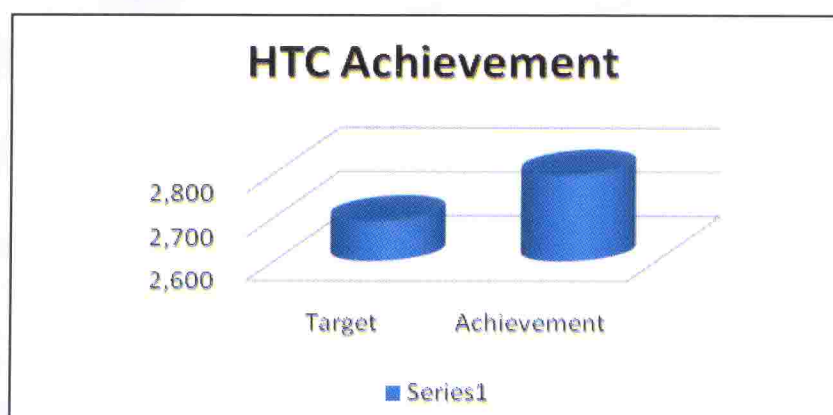 HTC Achievement
2,800
2,700
2,600
Target Achievement
Series1